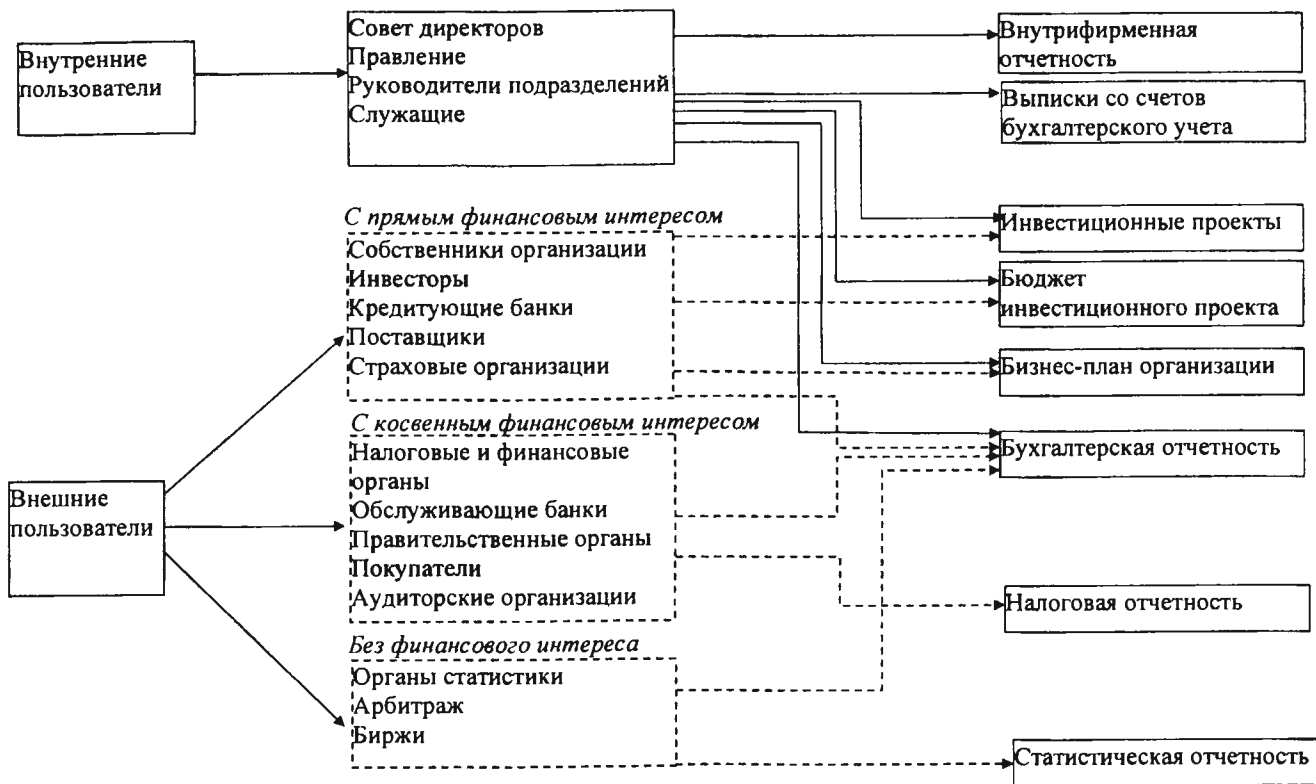 Внутренние
пользователи
Совет директоров
Правление
Руководители подразделений
Служащие
Внутрифирменная
отчетность
Выписки со счетов
бухгалтерского учета
С прямым финансовым интересом
Собственники организации
Инвесторы
Кредитующие банки
Поставщики
Страховые организации
Инвестиционные проекты
Бюджет
инвестиционного проекта
Бизнес-план организации
С косвенным финансовым интересом
Налоговые и финансовые
органы
Обслуживающие банки
Правительственные органы
Покупатели
Аудиторские организации
Бухгалтерская отчетность
Внешние
пользователи
Налоговая отчетность
Без финансового интереса
Органы статистики
Арбитраж
Биржи
Статистическая отчетность